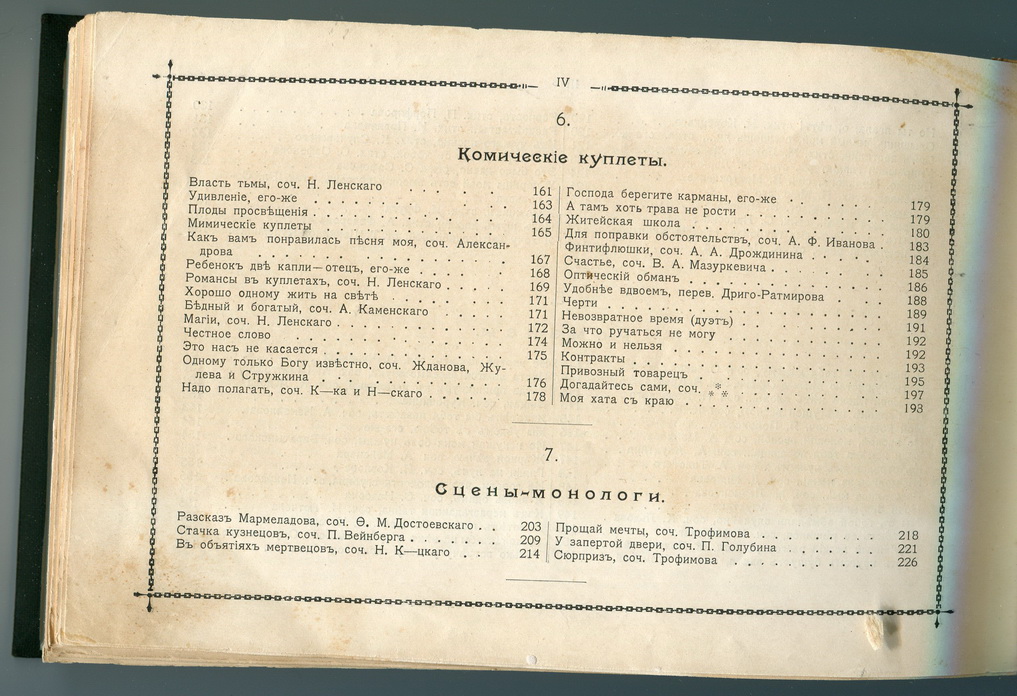 IV
6.
Комическіе куплеты.
Власть тьмы, соч. Н. Ленскаго . . . . 161
Удивленіе, его-же . . . . . . . . . 163
Плоды просвѣщенія . . . . . . . . . 164
Мимическіе куплеты . . . . . . . . 165
Какъ вамъ понравилась пѣсня моя, соч. Алексан-
дрова . . . . . . . . . . . . 167
Ребенокъ двѣ капли—отецъ, его-же . . . . 168
Романсы въ куплетахъ, соч. Н. Ленскаго . . . . 169
Хорошо одному жить на свѣтѣ . . . . . 171
Бѣдный и богатый, соч. А. Каменскаго . . . . 171
Магіи, соч. Н. Ленскаго . . . . . . . . 172
Честное слово . . . . . . . . . . 174
Это насъ не касается . . . . . . . . . 175
Одному только Богу извѣстно, соч. Жданова, Жу-
лева и Стружкина . . . . . . . . . 176
Надо полагать, соч. К—ка и Н—скаго . . . . . 178
Господа берегите карманы, его-же . . . . 179
А тамъ хоть трава не рости . . . . . . . 179
Житейская школа . . . . . . . . . 180
Для поправки обстоятельствъ, соч. А. Ф. Иванова . 183
Финтифлюшки, соч. А. А. Дрождинина . . . . 184
Счастье, соч. В. А. Мазуркевича . . . . . . 185
Оптическій обманъ . . . . . . . . . 186
Удобнѣе вдвоемъ, перев. Дриго-Ратмирова . . . 188
Черти . . . . . . . . . . . . 189
Невозвратное время (дуэтъ) . . . . . . . 191
За что ручаться не могу . . . . . . . . 192
Можно и нельзя . . . . . . . . . . 192
Контракты . . . . . . . . . . . 193
Привозный товарецъ . . . . . . . . . 195
Догадайтесь сами, соч. *** . . . . . . . 197
Моя хата съ краю . . . . . . . . . 193
7.
Сцены-монологи.
Разсказъ Мармеладова, соч. Ѳ. М. Достоевскаго . . 203
Стачка кузнецовъ, соч. П. Вейнберга . . . . . . 209
Въ объятіяхъ мертвецовъ, соч. Н. К—цкаго . . 214
Прощай мечты, соч. Трофимова . . . . . . 218
У запертой двери, соч. П. Голубина . . . . . 221
Сюрпризъ, соч. Трофимова . . . . . . . . 226